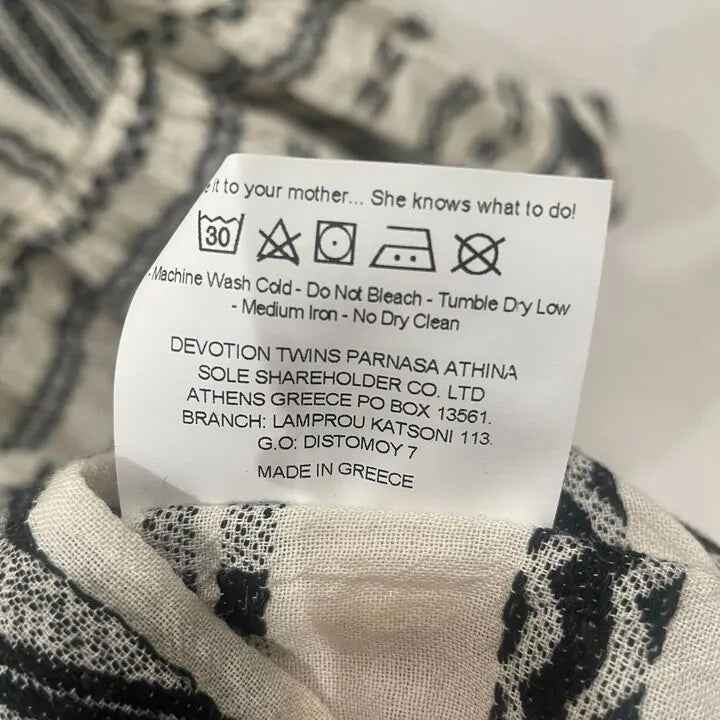 it to your mother... She knows what to do!
30
- Machine Wash Cold - Do Not Bleach - Tumble Dry Low
- Medium Iron - No Dry Clean
DEVOTION TWINS PARNASA ATHINA
SOLE SHAREHOLDER CO. LTD
ATHENS GREECE PO BOX 13561.
BRANCH: LAMPROU KATSONI 113.
G.O: DISTOMOY 7
MADE IN GREECE